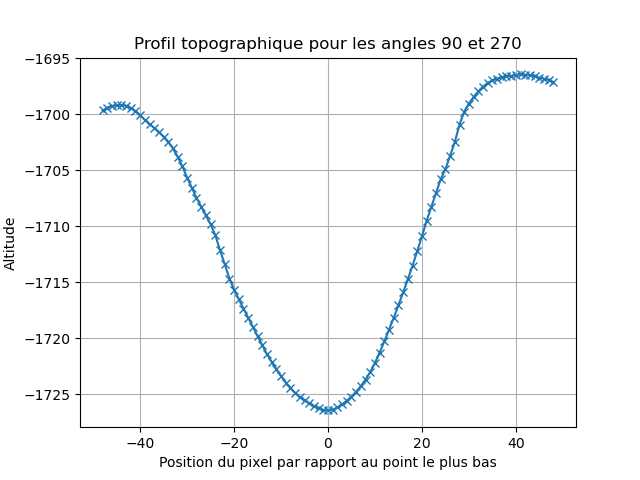 Profil topographique pour les angles 90 et 270
−1695
−1700
−1705
−1710
−1715
−1720
−1725
Altitude
−40 −20 0 20 40
Position du pixel par rapport au point le plus bas